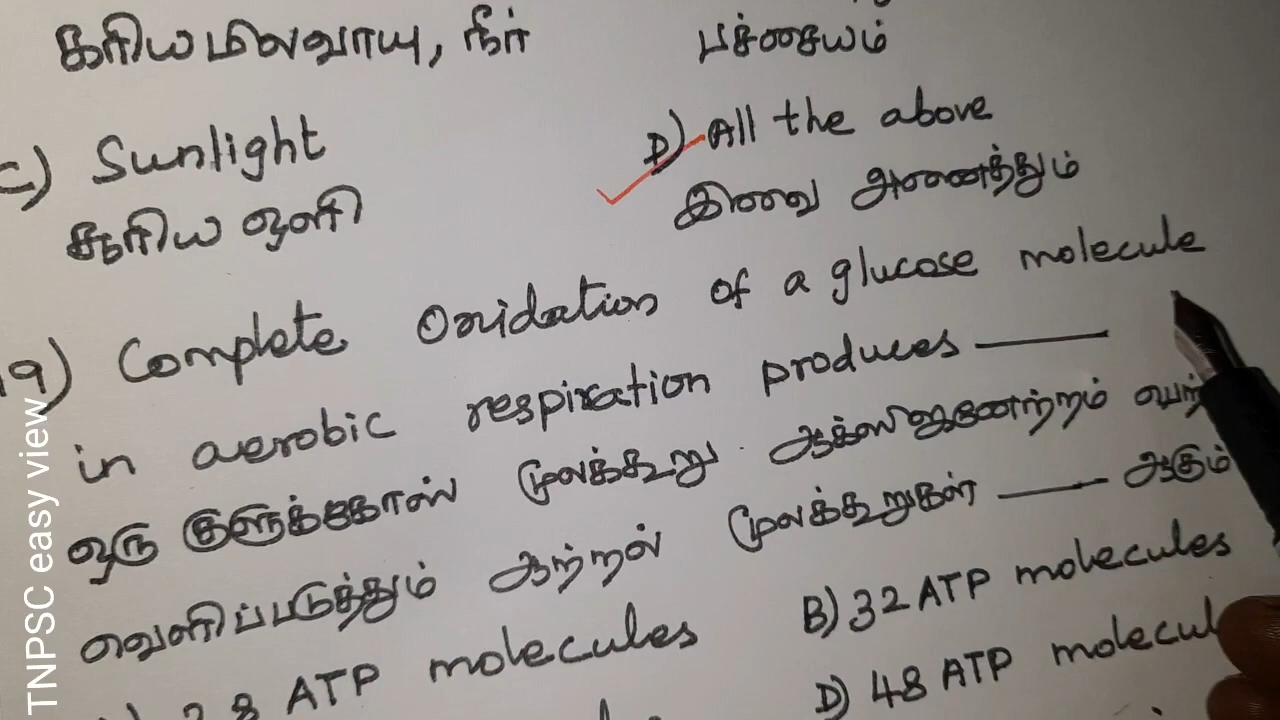 கரியமிலவாயு, நீர்
பச்சையம்
C) Sunlight
D) All the above
சூரிய ஒளி
இவை அனைத்தும்
19) Complete Oxidation of a glucose molecule
in aerobic respiration produces ———
ஒரு குளுக்கோஸ் மூலக்கூறு ஆக்ஸிஜனேற்றம்
வெளிப்படுத்தும் ஆற்றல் மூலக்கூறுகள் ——— ஆகும்
ATP molecules
B) 32 ATP molecules
D) 48 ATP molecul
TNPSC easy view